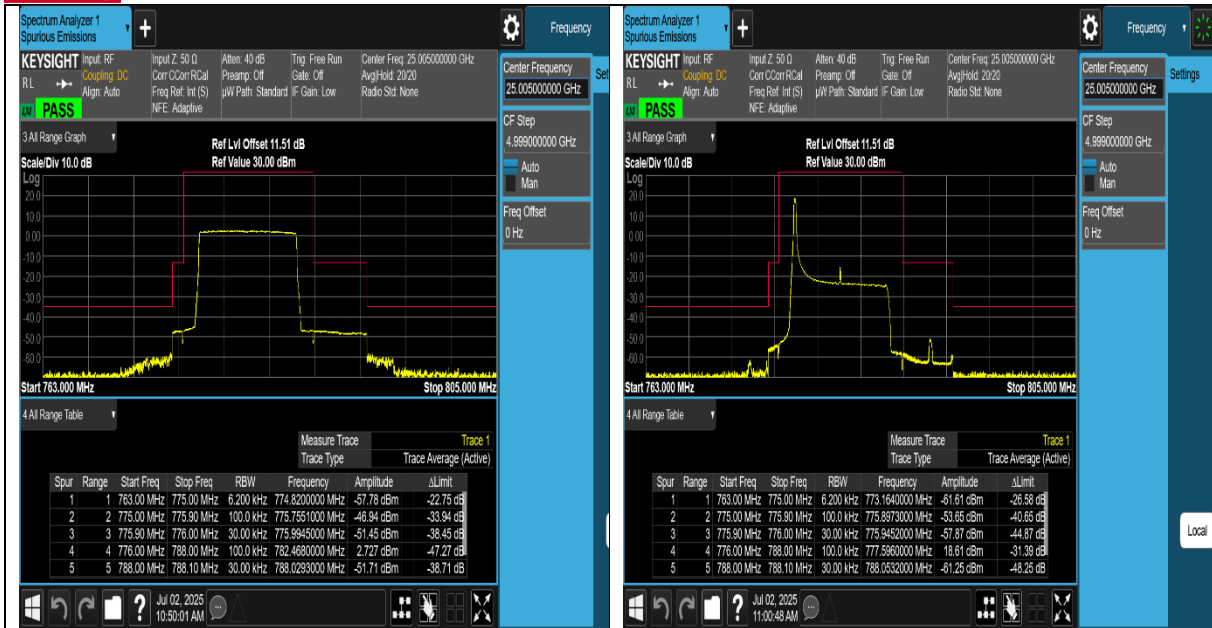 Spectrum Analyzer 1
Spurious Emissions
+
Frequency
KEYSIGHT
R L
Input: RF
Coupling: DC
Align: Auto
Input Z: 50 Ω
Corr CCorr RCal
Freq Ref: Int (S)
NFE: Adaptive
Atten: 40 dB
Preamp: Off
µW Path: Standard
Trig: Free Run
Gate: Off
IF Gain: Low
Center Freq: 25.005000000 GHz
Avg|Hold: 20/20
Radio Std: None
PASS
Center Frequency
25.005000000 GHz
Set
CF Step
4.999000000 GHz
Auto
Man
Freq Offset
0 Hz
3 All Range Graph
Ref Lvl Offset 11.51 dB
Scale/Div 10.0 dB
Ref Value 30.00 dBm
Log
20.0
10.0
0.00
-10.0
-20.0
-30.0
-40.0
-50.0
-60.0
Start 763.000 MHz
Stop 805.000 MHz
4 All Range Table
Measure Trace Trace 1
Trace Type Trace Average (Active)
Spur Range Start Freq Stop Freq RBW Frequency Amplitude ΔLimit
1 1 763.00 MHz 775.00 MHz 6.200 kHz 774.8200000 MHz -57.78 dBm -22.75 dB
2 2 775.00 MHz 775.90 MHz 100.0 kHz 775.7551000 MHz -46.94 dBm -33.94 dB
3 3 775.90 MHz 776.00 MHz 30.00 kHz 775.9945000 MHz -51.45 dBm -38.45 dB
4 4 776.00 MHz 788.00 MHz 100.0 kHz 782.4680000 MHz 2.727 dBm -47.27 dB
5 5 788.00 MHz 788.10 MHz 30.00 kHz 788.0293000 MHz -51.71 dBm -38.71 dB
?
Jul 02, 2025
10:50:01 AM
Spectrum Analyzer 1
Spurious Emissions
+
Frequency
KEYSIGHT
R L
Input: RF
Coupling: DC
Align: Auto
Input Z: 50 Ω
Corr CCorr RCal
Freq Ref: Int (S)
NFE: Adaptive
Atten: 40 dB
Preamp: Off
µW Path: Standard
Trig: Free Run
Gate: Off
IF Gain: Low
Center Freq: 25.005000000 GHz
Avg|Hold: 20/20
Radio Std: None
PASS
Center Frequency
25.005000000 GHz
Settings
CF Step
4.999000000 GHz
Auto
Man
Freq Offset
0 Hz
3 All Range Graph
Ref Lvl Offset 11.51 dB
Scale/Div 10.0 dB
Ref Value 30.00 dBm
Log
20.0
10.0
0.00
-10.0
-20.0
-30.0
-40.0
-50.0
-60.0
Start 763.000 MHz
Stop 805.000 MHz
4 All Range Table
Measure Trace Trace 1
Trace Type Trace Average (Active)
Spur Range Start Freq Stop Freq RBW Frequency Amplitude ΔLimit
1 1 763.00 MHz 775.00 MHz 6.200 kHz 773.1640000 MHz -61.61 dBm -26.58 dB
2 2 775.00 MHz 775.90 MHz 100.0 kHz 775.8973000 MHz -53.65 dBm -40.65 dB
3 3 775.90 MHz 776.00 MHz 30.00 kHz 775.9452000 MHz -57.87 dBm -44.87 dB
4 4 776.00 MHz 788.00 MHz 100.0 kHz 777.5960000 MHz 18.61 dBm -31.39 dB
5 5 788.00 MHz 788.10 MHz 30.00 kHz 788.0532000 MHz -61.25 dBm -48.25 dB
Local
?
Jul 02, 2025
11:00:48 AM